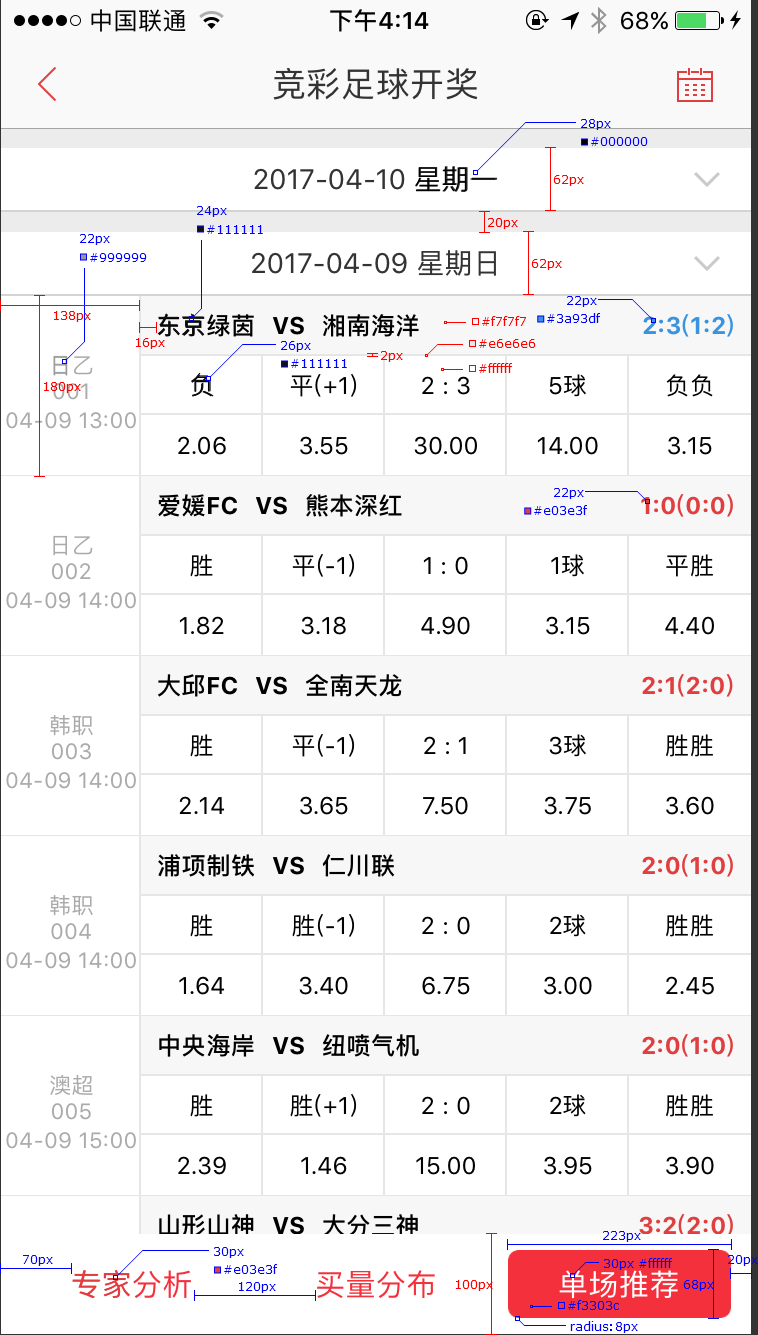 中国联通 下午4:14 68%
竞彩足球开奖
28px
#000000
2017-04-10 星期一
62px
24px
#111111
20px
22px
#999999
2017-04-09 星期日
62px
138px
16px
东京绿茵 VS 湘南海洋
#f7f7f7
22px
#3a93df
2:3(1:2)
26px
#111111
2px
#e6e6e6
#ffffff
180px
日乙
001
04-09 13:00
负 平(+1) 2 : 3 5球 负负
2.06 3.55 30.00 14.00 3.15
爱媛FC VS 熊本深红
22px
#e03e3f
1:0(0:0)
日乙
002
04-09 14:00
胜 平(-1) 1 : 0 1球 平胜
1.82 3.18 4.90 3.15 4.40
大邱FC VS 全南天龙 2:1(2:0)
韩职
003
04-09 14:00
胜 平(-1) 2 : 1 3球 胜胜
2.14 3.65 7.50 3.75 3.60
浦项制铁 VS 仁川联 2:0(1:0)
韩职
004
04-09 14:00
胜 胜(-1) 2 : 0 2球 胜胜
1.64 3.40 6.75 3.00 2.45
中央海岸 VS 纽喷气机 2:0(1:0)
澳超
005
04-09 15:00
胜 胜(+1) 2 : 0 2球 胜胜
2.39 1.46 15.00 3.95 3.90
山形山神 VS 大分三神 3:2(2:0)
70px
专家分析
30px
#e03e3f
120px
买量分布
100px
223px
单场推荐
30px #ffffff
68px
20px
#f3303c
radius:8px